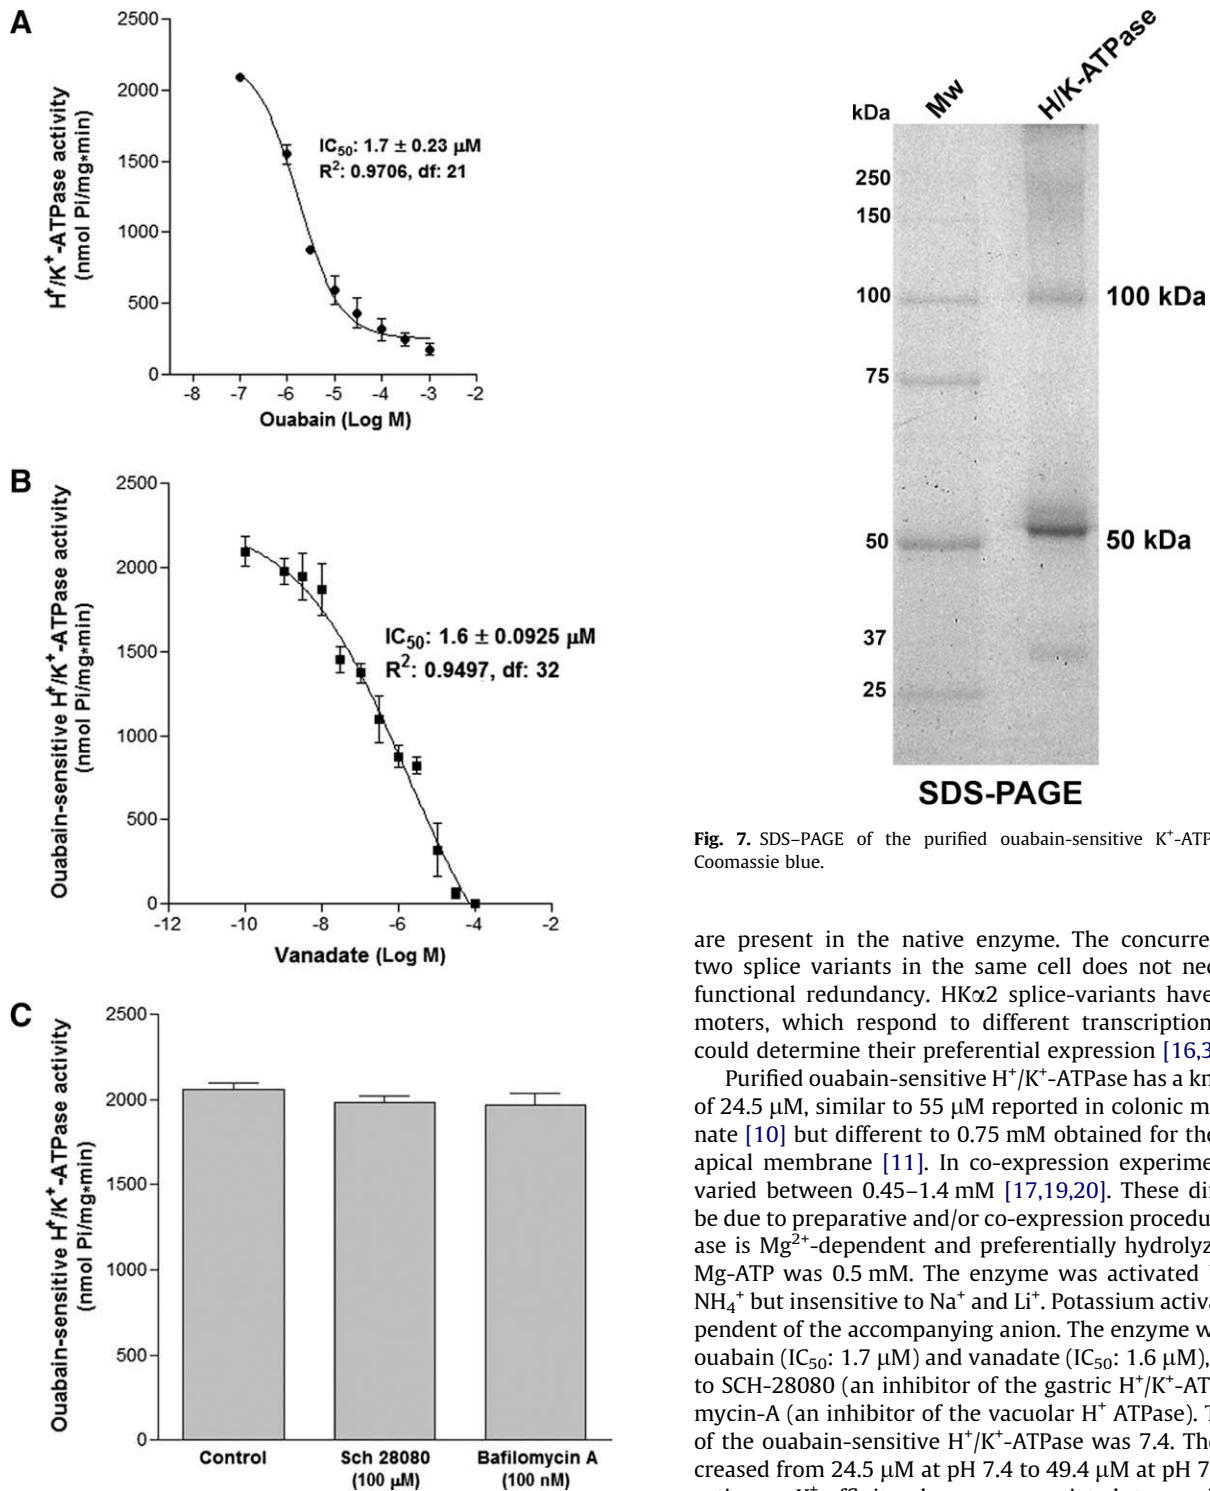 A
H⁺/K⁺-ATPase activity
(nmol Pi/mg*min)
2500
2000
1500
1000
500
0
IC50: 1.7 ± 0.23 µM
R²: 0.9706, df: 21
-8 -7 -6 -5 -4 -3 -2
Ouabain (Log M)
B
Ouabain-sensitive H⁺/K⁺-ATPase activity
(nmol Pi/mg*min)
2500
2000
1500
1000
500
0
IC50: 1.6 ± 0.0925 µM
R²: 0.9497, df: 32
-12 -10 -8 -6 -4 -2
Vanadate (Log M)
C
Ouabain-sensitive H⁺/K⁺-ATPase activity
(nmol Pi/mg*min)
2500
2000
1500
1000
500
0
Control Sch 28080 Bafilomycin A
(100 µM) (100 nM)
kDa Mw H/K-ATPase
250
150
100 100 kDa
75
50 50 kDa
37
25
SDS-PAGE
Fig. 7. SDS–PAGE of the purified ouabain-sensitive K⁺-ATP
Coomassie blue.
are present in the native enzyme. The concurre
two splice variants in the same cell does not nec
functional redundancy. HKα2 splice-variants have
moters, which respond to different transcription
could determine their preferential expression [16,3
Purified ouabain-sensitive H⁺/K⁺-ATPase has a kn
of 24.5 µM, similar to 55 µM reported in colonic m
nate [10] but different to 0.75 mM obtained for the
apical membrane [11]. In co-expression experime
varied between 0.45–1.4 mM [17,19,20]. These di
be due to preparative and/or co-expression procedu
ase is Mg²⁺-dependent and preferentially hydrolyz
Mg-ATP was 0.5 mM. The enzyme was activated
NH₄⁺ but insensitive to Na⁺ and Li⁺. Potassium activa
pendent of the accompanying anion. The enzyme w
ouabain (IC50: 1.7 µM) and vanadate (IC50: 1.6 µM),
to SCH-28080 (an inhibitor of the gastric H⁺/K⁺-AT
mycin-A (an inhibitor of the vacuolar H⁺ ATPase). T
of the ouabain-sensitive H⁺/K⁺-ATPase was 7.4. The
creased from 24.5 µM at pH 7.4 to 49.4 µM at pH 7